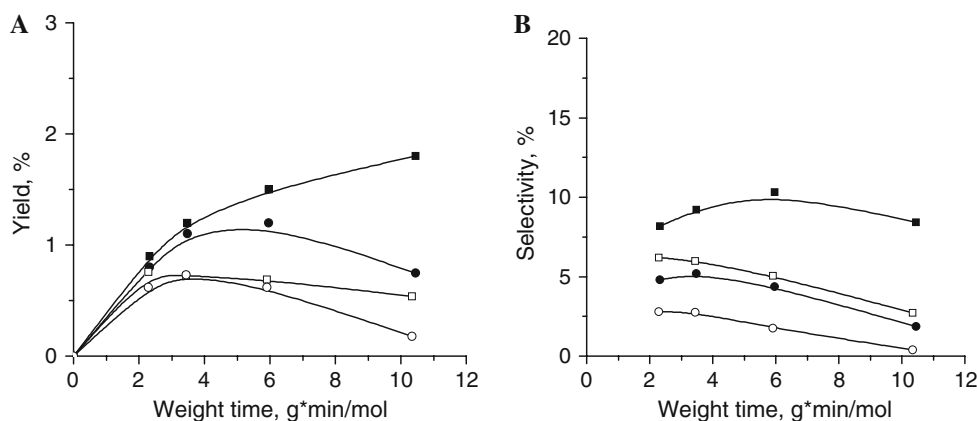 A
Yield, %
3
2
1
0
0 2 4 6 8 10 12
Weight time, g*min/mol
B
Selectivity, %
20
15
10
5
0
0 2 4 6 8 10 12
Weight time, g*min/mol